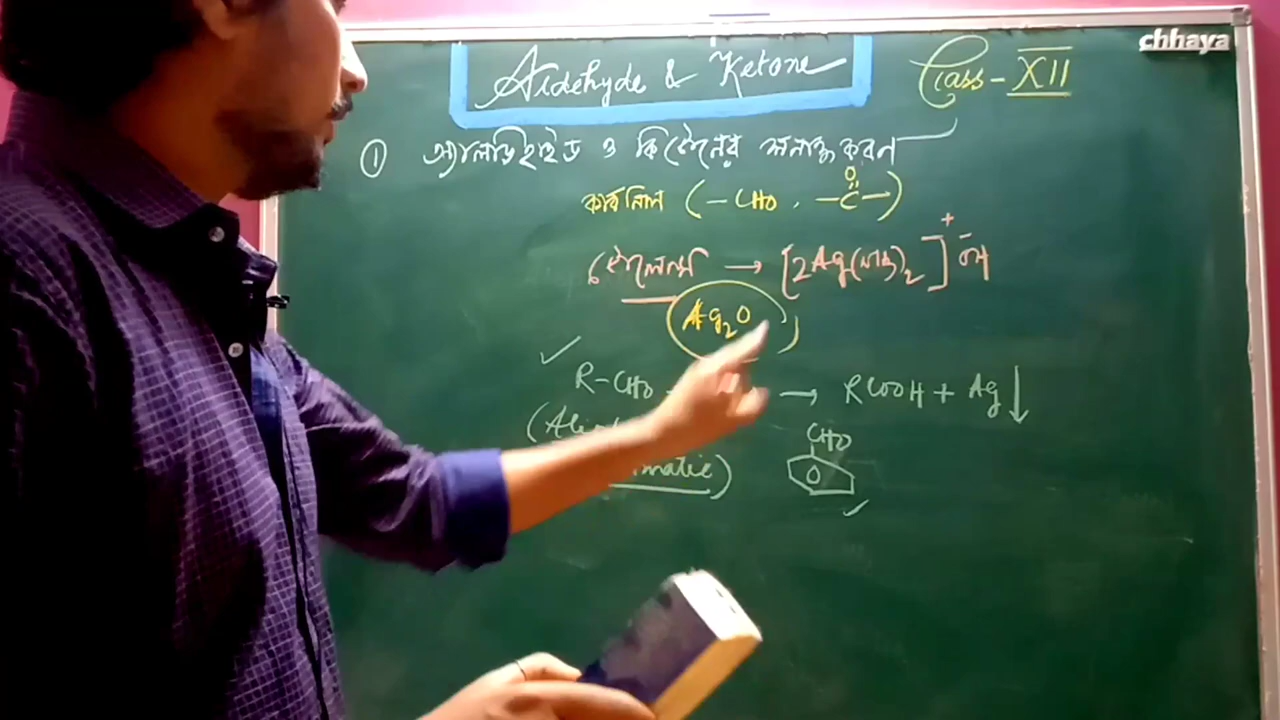 chhaya
Aldehyde & Ketone
Class - XII
① অ্যালডিহাইড ও কিটোনের সনাক্তকরণ
কার্বনিল (-CHO, -C-)
O
টলেন্স → [2Ag(NH3)2]+ -OH
Ag2O
R-CHO → RCOOH + Ag↓
CHO